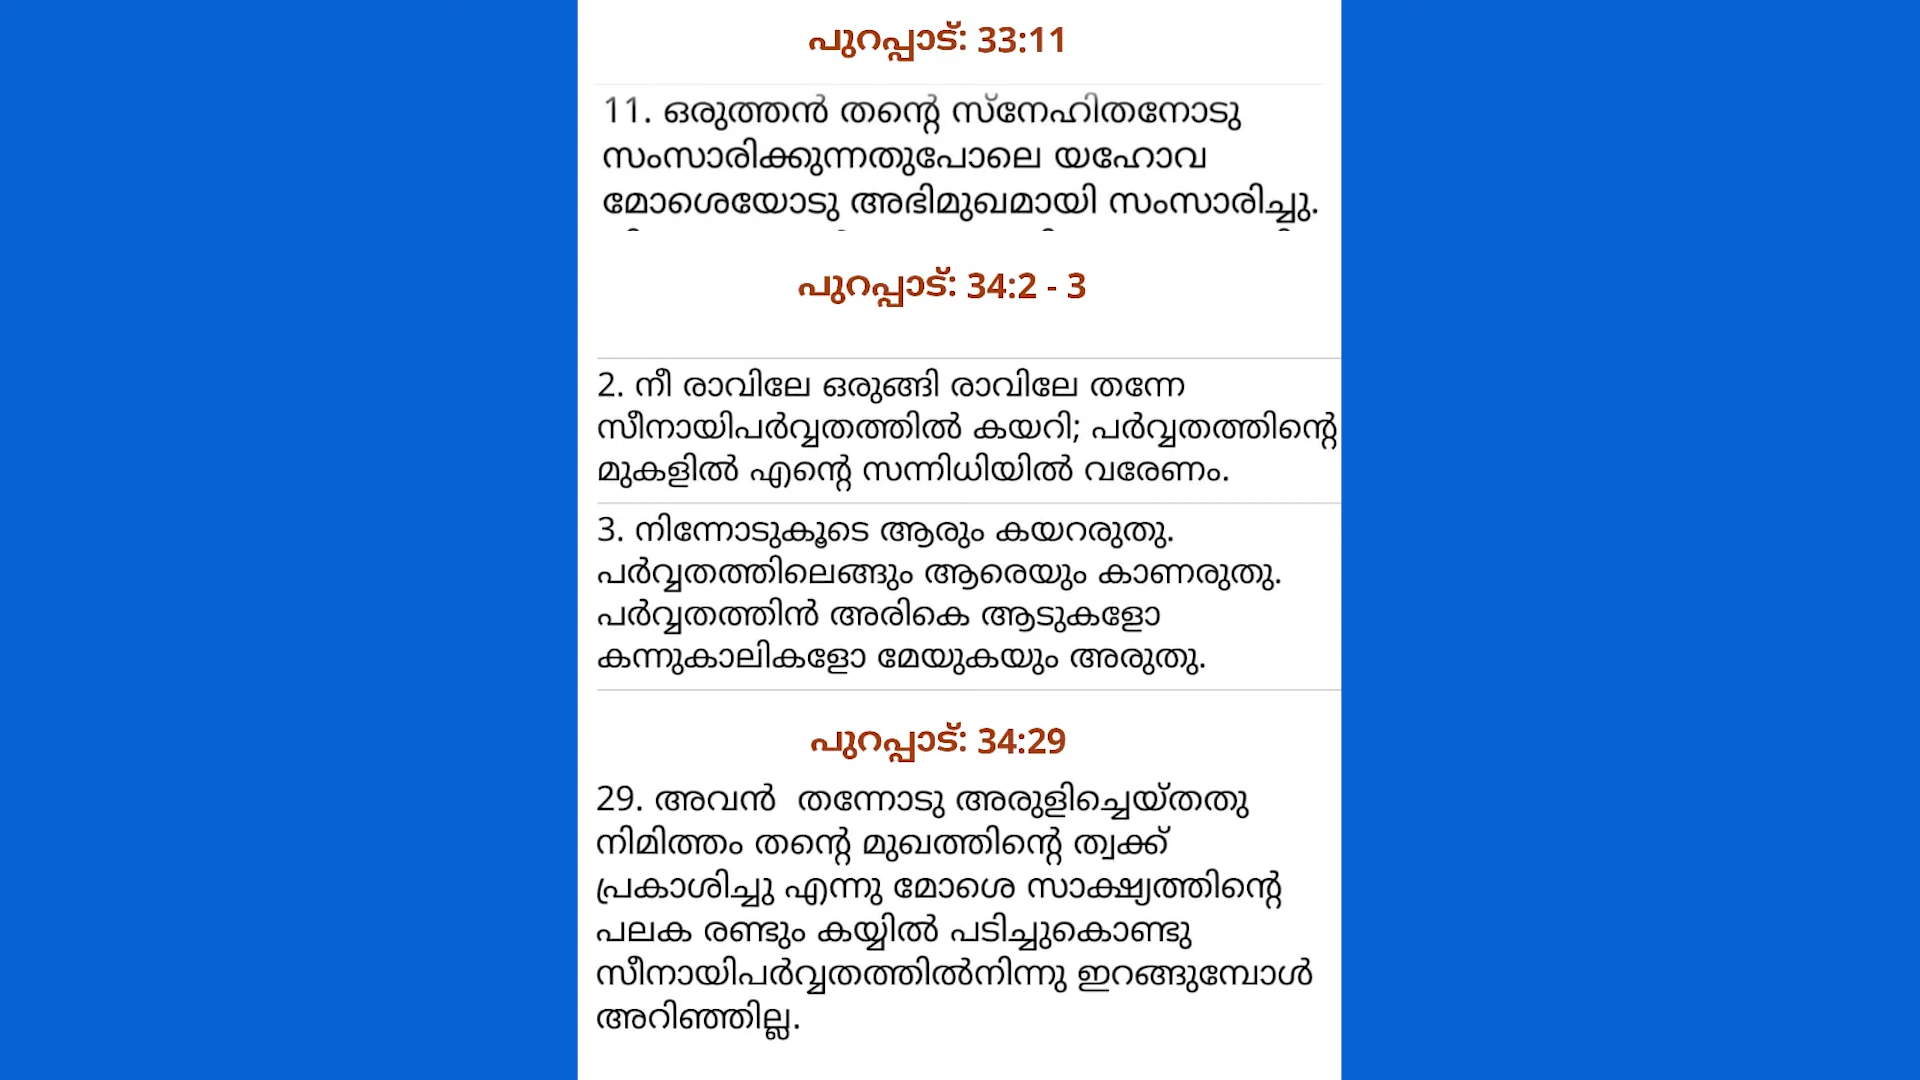 പുറപ്പാട്: 33:11
11. ഒരുത്തൻ തന്റെ സ്നേഹിതനോടു
സംസാരിക്കുന്നതുപോലെ യഹോവ
മോശെയോടു അഭിമുഖമായി സംസാരിച്ചു.
പുറപ്പാട്: 34:2 - 3
2. നീ രാവിലേ ഒരുങ്ങി രാവിലേ തന്നേ
സീനായിപർവ്വതത്തിൽ കയറി; പർവ്വതത്തിന്റെ
മുകളിൽ എന്റെ സന്നിധിയിൽ വരേണം.
3. നിന്നോടുകൂടെ ആരും കയറരുതു.
പർവ്വതത്തിലെങ്ങും ആരെയും കാണരുതു.
പർവ്വതത്തിൻ അരികെ ആടുകളോ
കന്നുകാലികളോ മേയുകയും അരുതു.
പുറപ്പാട്: 34:29
29. അവൻ തന്നോടു അരുളിച്ചെയ്തതു
നിമിത്തം തന്റെ മുഖത്തിന്റെ ത്വക്ക്
പ്രകാശിച്ചു എന്നു മോശെ സാക്ഷ്യത്തിന്റെ
പലക രണ്ടും കയ്യിൽ പടിച്ചുകൊണ്ടു
സീനായിപർവ്വതത്തിൽനിന്നു ഇറങ്ങുമ്പോൾ
അറിഞ്ഞില്ല.